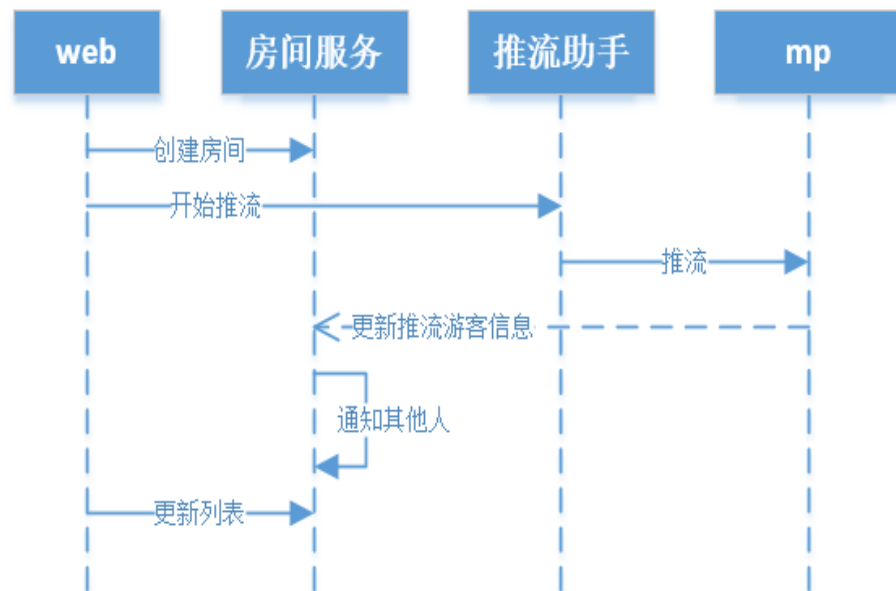 web
房间服务
推流助手
mp
创建房间
开始推流
推流
更新推流游客信息
通知其他人
更新列表